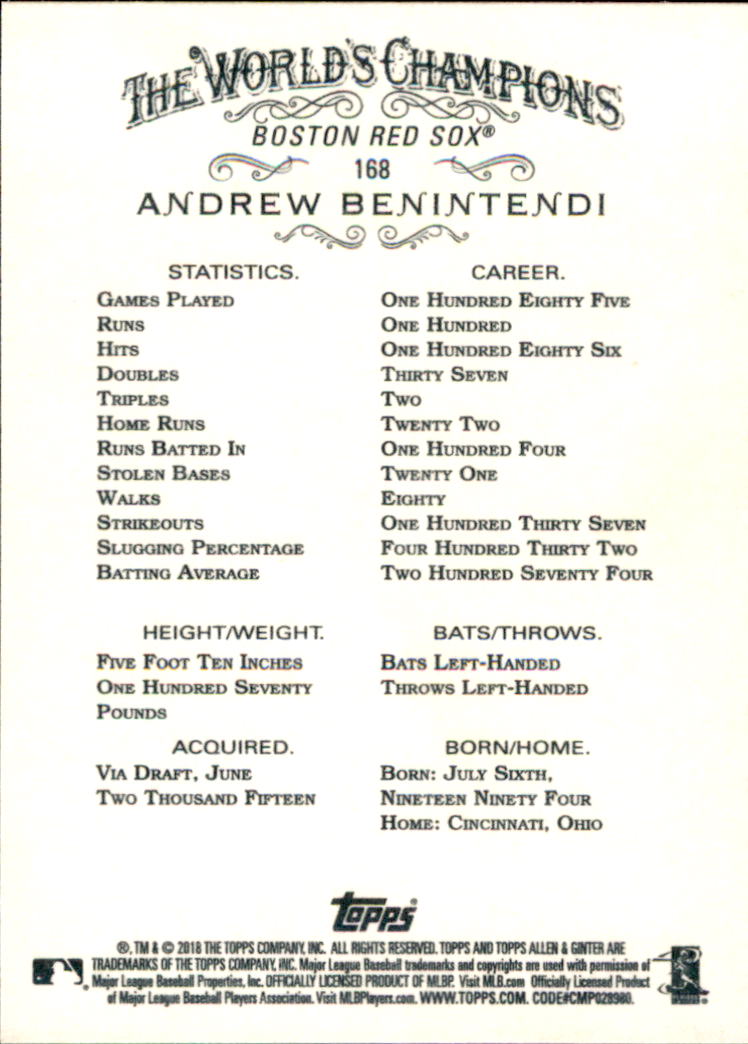 THE WORLD'S CHAMPIONS
BOSTON RED SOX®
168
ANDREW BENINTENDI
STATISTICS. CAREER.
GAMES PLAYED ONE HUNDRED EIGHTY FIVE
RUNS ONE HUNDRED
HITS ONE HUNDRED EIGHTY SIX
DOUBLES THIRTY SEVEN
TRIPLES TWO
HOME RUNS TWENTY TWO
RUNS BATTED IN ONE HUNDRED FOUR
STOLEN BASES TWENTY ONE
WALKS EIGHTY
STRIKEOUTS ONE HUNDRED THIRTY SEVEN
SLUGGING PERCENTAGE FOUR HUNDRED THIRTY TWO
BATTING AVERAGE TWO HUNDRED SEVENTY FOUR
HEIGHT/WEIGHT. BATS/THROWS.
FIVE FOOT TEN INCHES BATS LEFT-HANDED
ONE HUNDRED SEVENTY THROWS LEFT-HANDED
POUNDS
ACQUIRED. BORN/HOME.
VIA DRAFT, JUNE BORN: JULY SIXTH,
TWO THOUSAND FIFTEEN NINETEEN NINETY FOUR
HOME: CINCINNATI, OHIO
topps®
®, TM & © 2018 THE TOPPS COMPANY, INC. ALL RIGHTS RESERVED. TOPPS AND TOPPS ALLEN & GINTER ARE
TRADEMARKS OF THE TOPPS COMPANY, INC. Major League Baseball trademarks and copyrights are used with permission of
Major League Baseball Properties, Inc. OFFICIALLY LICENSED PRODUCT OF MLBP. Visit MLB.com Officially Licensed Product
of Major League Baseball Players Association. Visit MLBPlayers.com. WWW.TOPPS.COM. CODE#CMP028980.